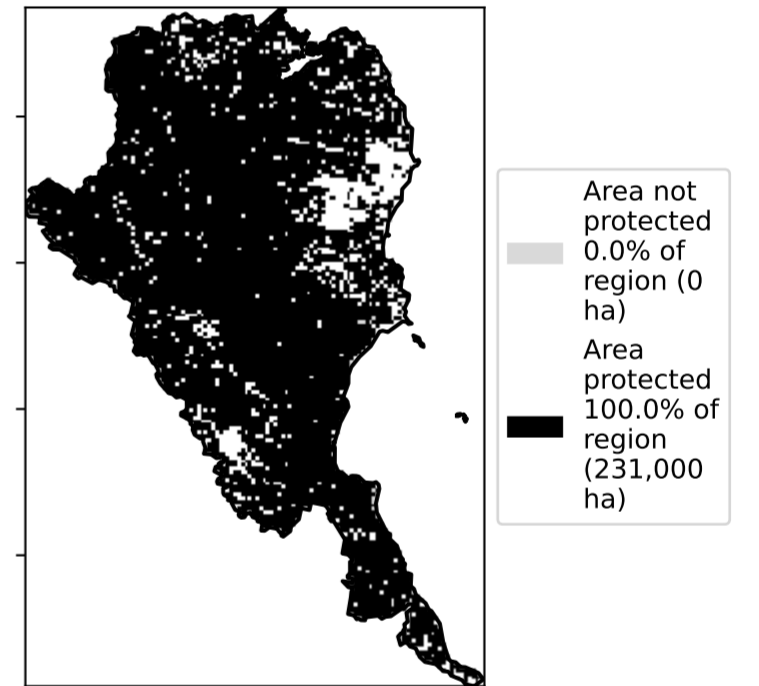 Area not
protected
0.0% of
region (0
ha)
Area
protected
100.0% of
region
(231,000
ha)